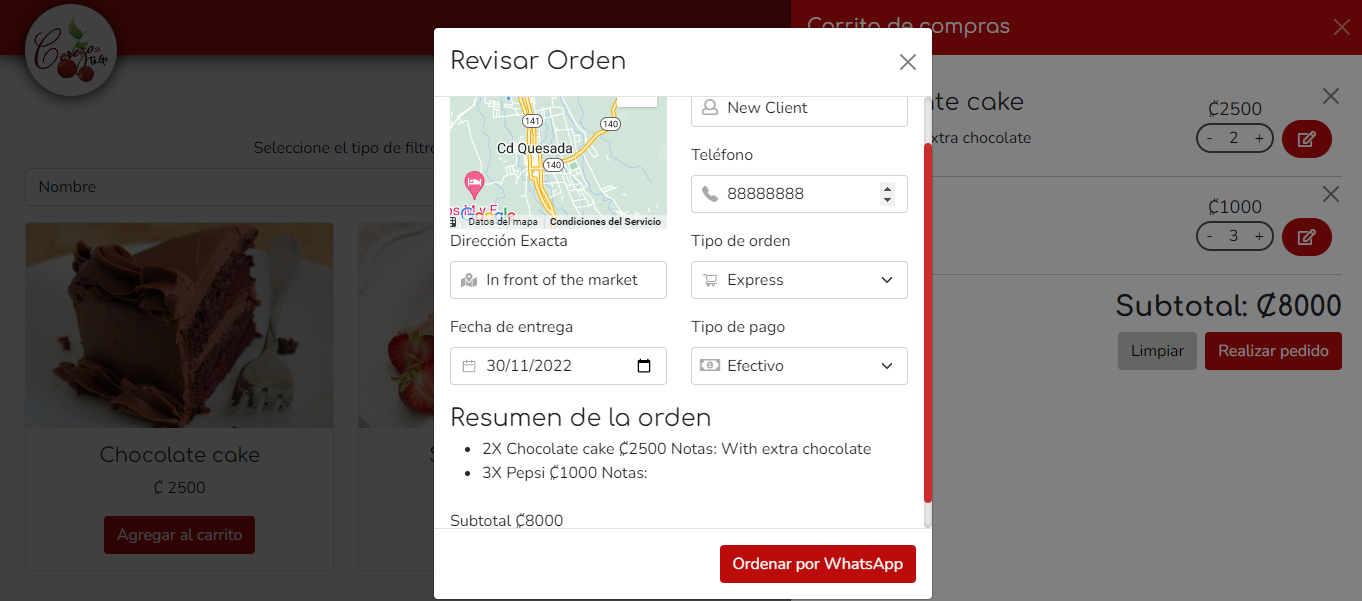 Cerezo®
To Go
Carrito de compras
Revisar Orden
Seleccione el tipo de filtro
Nombre
Chocolate cake
₡ 2500
Agregar al carrito
S
141
140
Cd Quesada
140
Google
Datos del mapa
Condiciones del Servicio
New Client
Teléfono
88888888
Dirección Exacta
In front of the market
Tipo de orden
Express
Fecha de entrega
30/11/2022
Tipo de pago
Efectivo
Resumen de la orden
2X Chocolate cake ₡2500 Notas: With extra chocolate
3X Pepsi ₡1000 Notas:
Subtotal ₡8000
Ordenar por WhatsApp
te cake
xtra chocolate
₡2500
- 2 +
₡1000
- 3 +
Subtotal: ₡8000
Limpiar
Realizar pedido